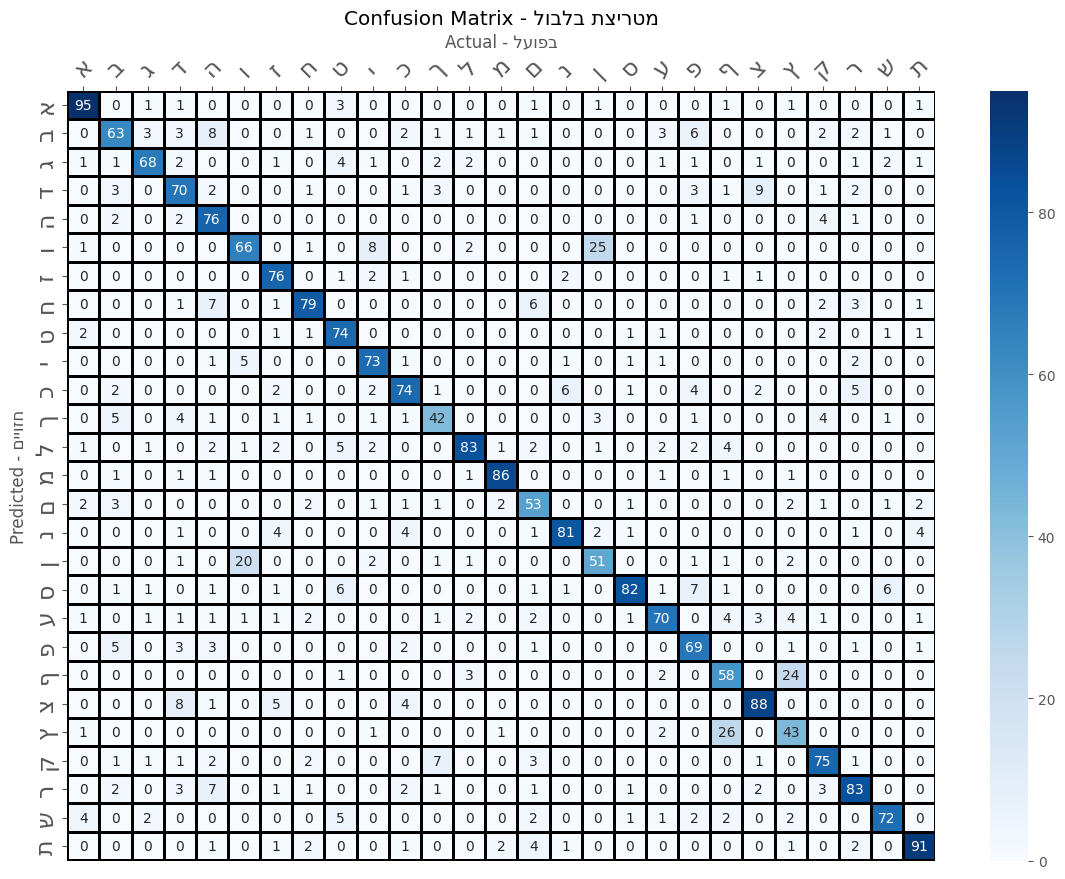 Confusion Matrix - מטריצת בלבול
Actual - בפועל
א ב ג ד ה ו ז ח ט י כ ך ל מ ם נ ן ס ע פ ף צ ץ ק ר ש ת
א 95 0 1 1 0 0 0 0 3 0 0 0 0 0 1 0 1 0 0 0 1 0 1 0 0 0 1
ב 0 63 3 3 8 0 0 1 0 0 2 1 1 1 1 0 0 0 3 6 0 0 0 2 2 1 0
ג 1 1 68 2 0 0 1 0 4 1 0 2 2 0 0 0 0 0 1 1 0 1 0 0 1 2 1
ד 0 3 0 70 2 0 0 1 0 0 1 3 0 0 0 0 0 0 0 3 1 9 0 1 2 0 0
ה 0 2 0 2 76 0 0 0 0 0 0 0 0 0 0 0 0 0 0 1 0 0 0 4 1 0 0
ו 1 0 0 0 0 66 0 1 0 8 0 0 2 0 0 0 25 0 0 0 0 0 0 0 0 0 0
ז 0 0 0 0 0 0 76 0 1 2 1 0 0 0 0 2 0 0 0 0 1 1 0 0 0 0 0
ח 0 0 0 1 7 0 1 79 0 0 0 0 0 0 6 0 0 0 0 0 0 0 0 2 3 0 1
ט 2 0 0 0 0 0 1 1 74 0 0 0 0 0 0 0 0 1 1 0 0 0 0 2 0 1 1
י 0 0 0 0 1 5 0 0 0 73 1 0 0 0 0 1 0 1 1 0 0 0 0 0 2 0 0
כ 0 2 0 0 0 0 2 0 0 2 74 1 0 0 0 6 0 1 0 4 0 2 0 0 5 0 0
ך 0 5 0 4 1 0 1 1 0 1 1 42 0 0 0 0 3 0 0 1 0 0 0 4 0 1 0
ל 1 0 1 0 2 1 2 0 5 2 0 0 83 1 2 0 1 0 2 2 4 0 0 0 0 0 0
מ 0 1 0 1 1 0 0 0 0 0 0 0 1 86 0 0 0 0 1 0 1 0 1 0 0 0 0
ם 2 3 0 0 0 0 0 2 0 1 1 1 0 2 53 0 0 1 0 0 0 0 2 1 0 1 2
נ 0 0 0 1 0 0 4 0 0 0 4 0 0 0 1 81 2 1 0 0 0 0 0 0 1 0 4
ן 0 0 0 1 0 20 0 0 0 2 0 1 1 0 0 0 51 0 0 1 1 0 2 0 0 0 0
ס 0 1 1 0 1 0 1 0 6 0 0 0 0 0 1 1 0 82 1 7 1 0 0 0 0 6 0
ע 1 0 1 1 1 1 1 2 0 0 0 1 2 0 2 0 0 1 70 0 4 3 4 1 0 0 1
פ 0 5 0 3 3 0 0 0 0 0 2 0 0 0 1 0 0 0 0 69 0 0 1 0 1 0 1
ף 0 0 0 0 0 0 0 0 1 0 0 0 3 0 0 0 0 0 2 0 58 0 24 0 0 0 0
צ 0 0 0 8 1 0 5 0 0 0 4 0 0 0 0 0 0 0 0 0 0 88 0 0 0 0 0
ץ 1 0 0 0 0 0 0 0 0 1 0 0 0 1 0 0 0 0 2 0 26 0 43 0 0 0 0
ק 0 1 1 1 2 0 0 2 0 0 0 7 0 0 3 0 0 0 0 0 0 1 0 75 1 0 0
ר 0 2 0 3 7 0 1 1 0 0 2 1 0 0 1 0 0 1 0 0 0 2 0 3 83 0 0
ש 4 0 2 0 0 0 0 0 5 0 0 0 0 0 2 0 0 1 1 2 2 0 2 0 0 72 0
ת 0 0 0 0 1 0 1 2 0 0 1 0 0 2 4 1 0 0 0 0 0 0 1 0 2 0 91
Predicted - חזויים
80
60
40
20
0